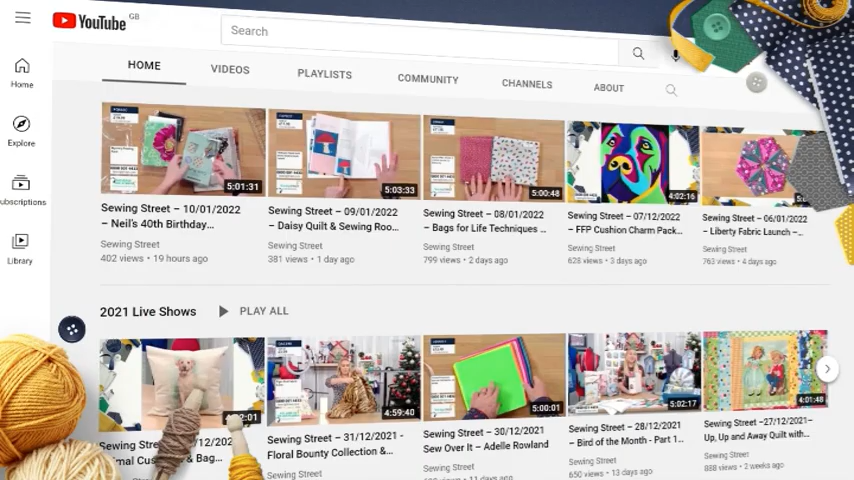 YouTube GB
Search
HOME
VIDEOS
PLAYLISTS
COMMUNITY
CHANNELS
ABOUT
Home
Explore
ubscriptions
Library
5:01:31
5:03:33
5:00:48
4:02:16
Sewing Street – 10/01/2022
– Neil's 40th Birthday...
Sewing Street
402 views • 19 hours ago
Sewing Street – 09/01/2022
– Daisy Quilt & Sewing Roo...
Sewing Street
381 views • 1 day ago
Sewing Street – 08/01/2022
– Bags for Life Techniques ...
Sewing Street
799 views • 2 days ago
Sewing Street – 07/12/2022
– FFP Cushion Charm Pack...
Sewing Street
628 views • 3 days ago
Sewing Street – 06/01/2022
– Liberty Fabric Launch –...
Sewing Street
763 views • 4 days ago
2021 Live Shows
PLAY ALL
4:59:40
5:00:01
5:02:17
4:01:48
Sewing Stree
& Bag...
Sewing Street – 31/12/2021 -
Floral Bounty Collection &...
Sewing Street
Sewing Street – 30/12/2021
Sew Over It – Adelle Rowland
Sewing Street
Sewing Street – 28/12/2021
– Bird of the Month - Part 1...
Sewing Street
650 views • 13 days ago
Sewing Street –27/12/2021–
Up, Up and Away Quilt with...
Sewing Street
888 views • 2 weeks ago